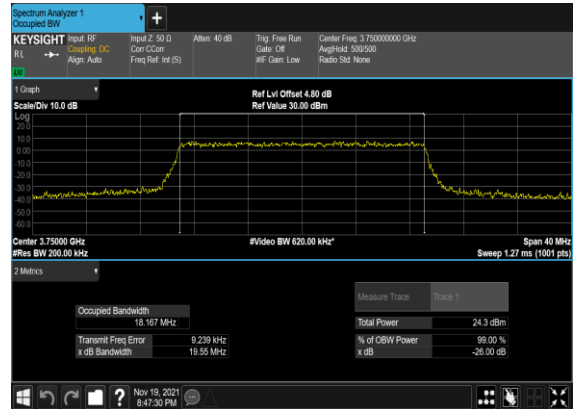 Spectrum Analyzer 1
Occupied BW
+
KEYSIGHT Input: RF Input Z: 50 Ω Atten: 40 dB Trig: Free Run Center Freq: 3.750000000 GHz
RL Coupling: DC Corr CCorr Gate: Off Avg|Hold: 500/500
Align: Auto Freq Ref: Int (S) #IF Gain: Low Radio Std: None
LW
1 Graph Ref Lvl Offset 4.80 dB
Scale/Div 10.0 dB Ref Value 30.00 dBm
Log
20.0
10.0
0.00
-10.0
-20.0
-30.0
-40.0
-50.0
-60.0
Center 3.75000 GHz #Video BW 620.00 kHz* Span 40 MHz
#Res BW 200.00 kHz Sweep 1.27 ms (1001 pts)
2 Metrics
Measure Trace Trace 1
Occupied Bandwidth
18.167 MHz Total Power 24.3 dBm
Transmit Freq Error 9.239 kHz % of OBW Power 99.00 %
x dB Bandwidth 19.55 MHz x dB -26.00 dB
? Nov 19, 2021
8:47:30 PM